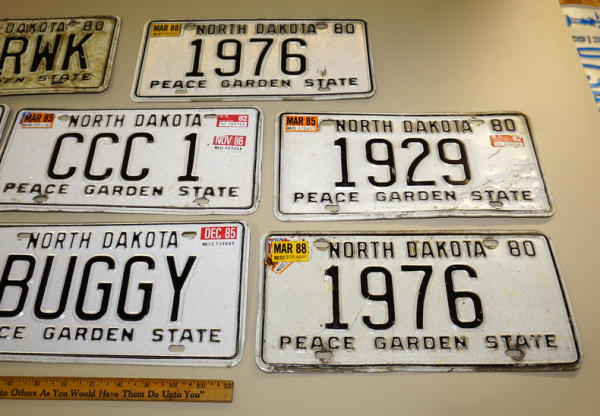 DAKOTA 80
RWK
EN STATE
MAR 88
NORTH DAKOTA 80
1976
PEACE GARDEN STATE
MAR 85
NORTH DAKOTA
82
NOV 86
CCC 1
PEACE GARDEN STATE
MAR 85
NORTH DAKOTA 80
82
1929
PEACE GARDEN STATE
NORTH DAKOTA
DEC 85
BUGGY
CE GARDEN STATE
MAR 88
NORTH DAKOTA 80
1976
PEACE GARDEN STATE
to Others As You Would Have Them Do Unto You"